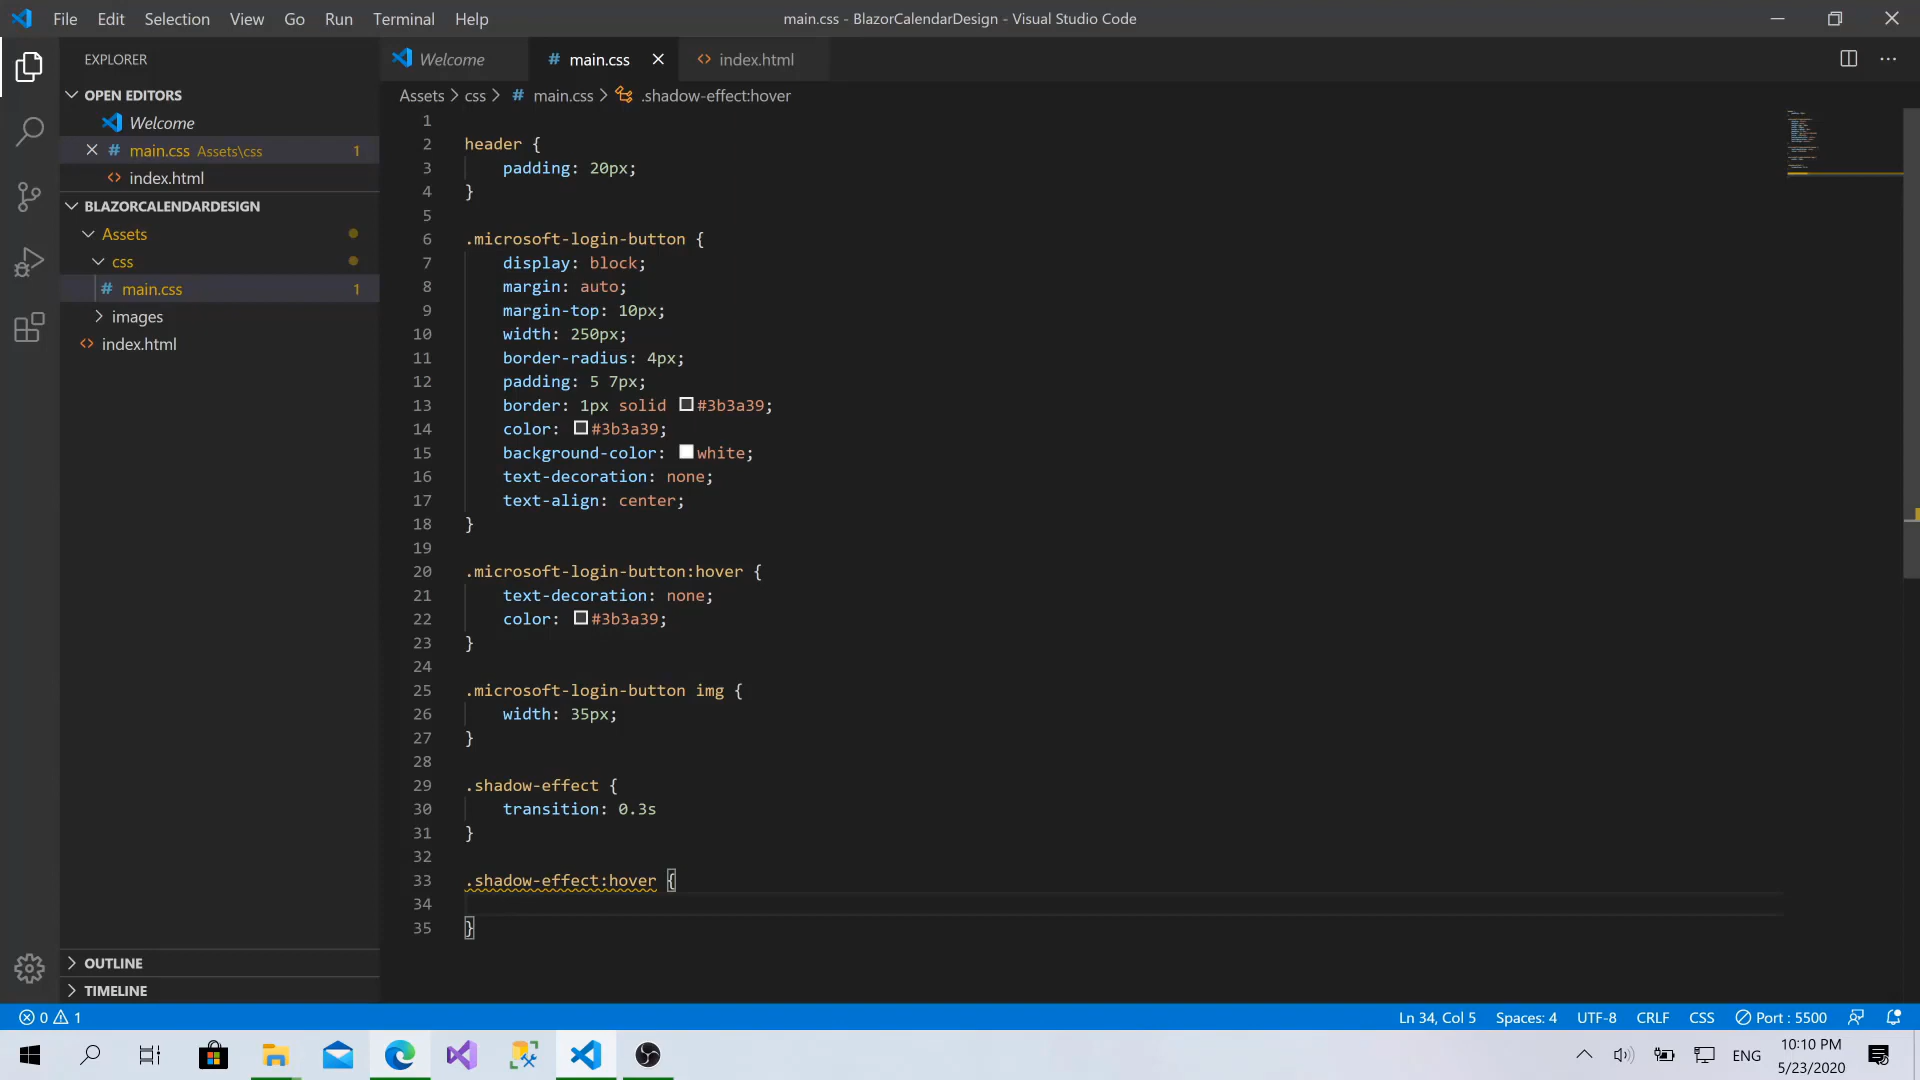 File Edit Selection View Go Run Terminal Help
main.css - BlazorCalendarDesign - Visual Studio Code
EXPLORER
OPEN EDITORS
Welcome
main.css Assets\css 1
index.html
BLAZORCALENDARDESIGN
Assets
css
main.css 1
images
index.html
OUTLINE
TIMELINE
Welcome # main.css index.html
Assets > css > # main.css > .shadow-effect:hover
1
2 header {
3 padding: 20px;
4 }
5
6 .microsoft-login-button {
7 display: block;
8 margin: auto;
9 margin-top: 10px;
10 width: 250px;
11 border-radius: 4px;
12 padding: 5 7px;
13 border: 1px solid #3b3a39;
14 color: #3b3a39;
15 background-color: white;
16 text-decoration: none;
17 text-align: center;
18 }
19
20 .microsoft-login-button:hover {
21 text-decoration: none;
22 color: #3b3a39;
23 }
24
25 .microsoft-login-button img {
26 width: 35px;
27 }
28
29 .shadow-effect {
30 transition: 0.3s
31 }
32
33 .shadow-effect:hover {
34
35 }
0 1
Ln 34, Col 5 Spaces: 4 UTF-8 CRLF CSS Port : 5500
ENG
10:10 PM
5/23/2020